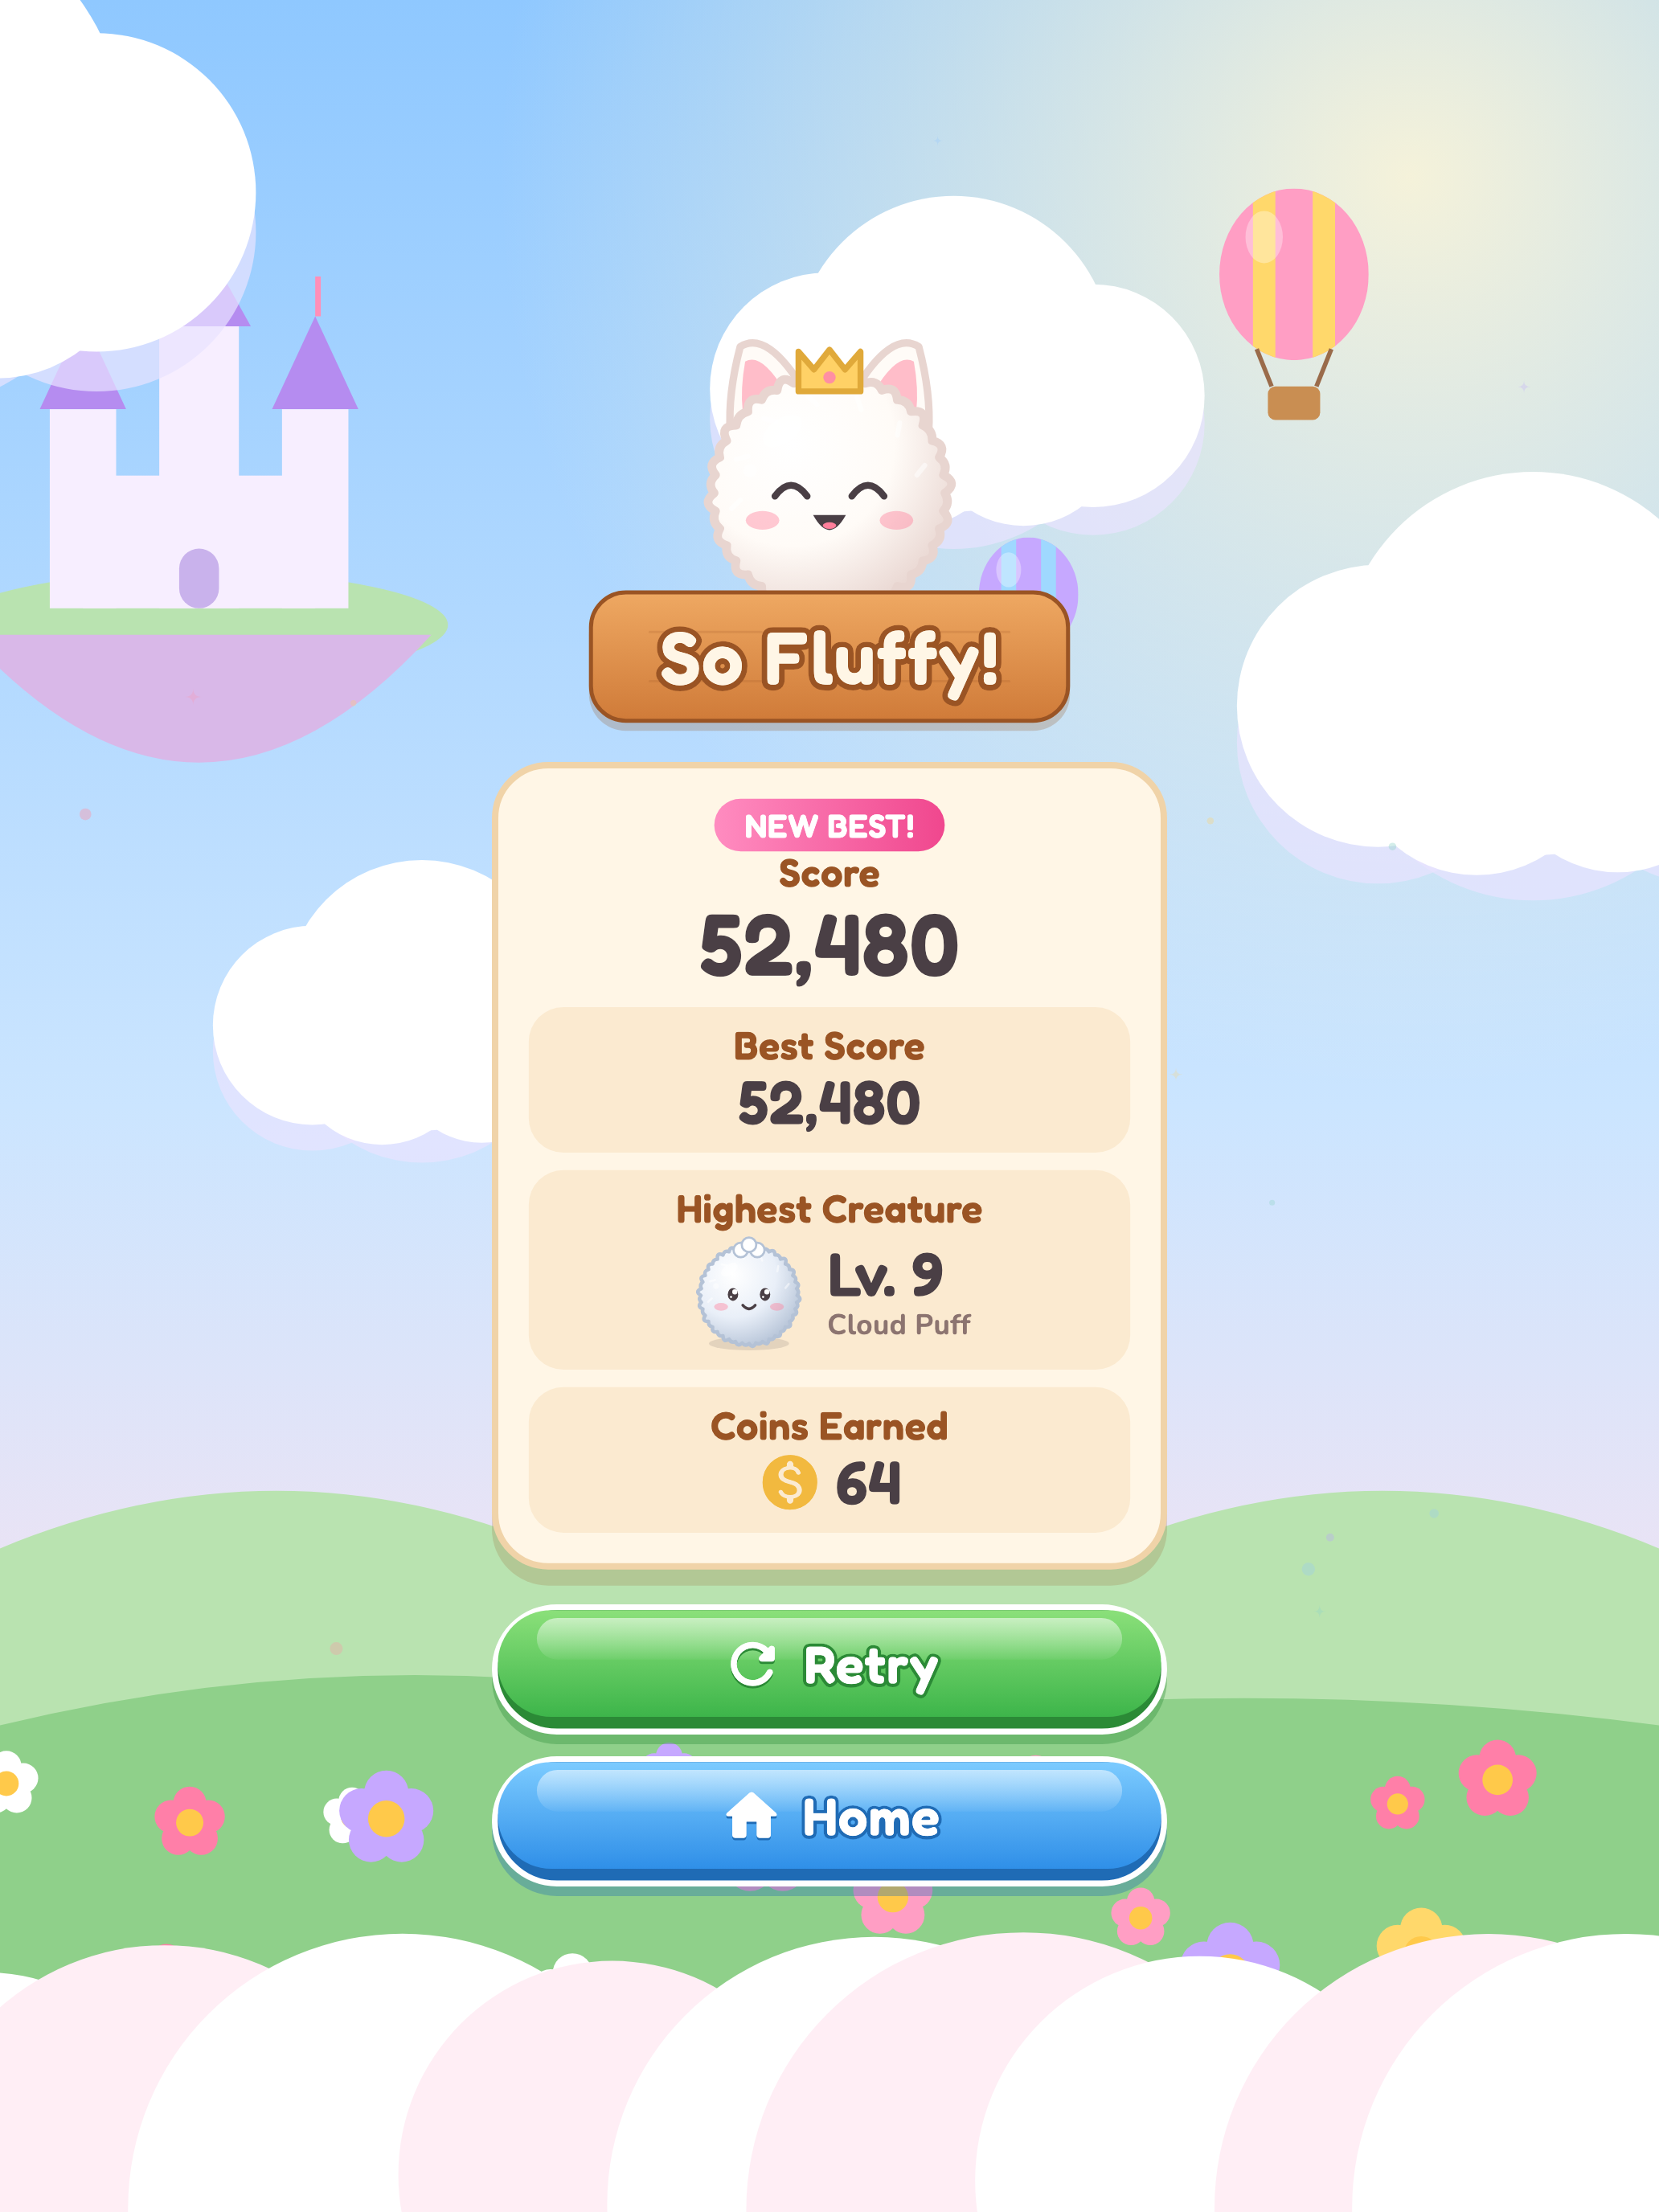 So Fluffy!
NEW BEST!
Score
52,480
Best Score
52,480
Highest Creature
Lv. 9
Cloud Puff
Coins Earned
$ 64
Retry
Home